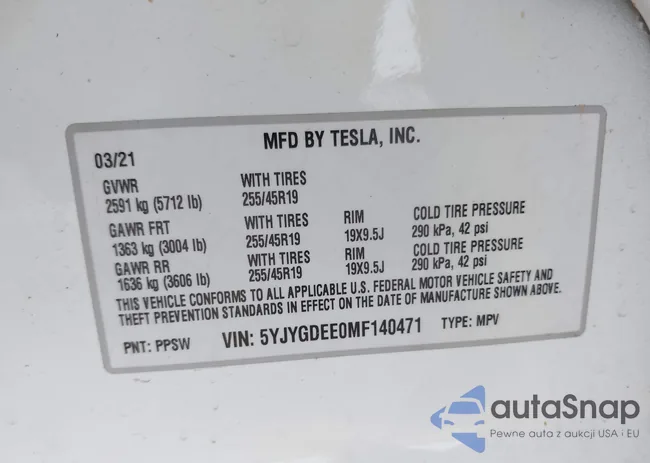 MFD BY TESLA, INC.
03/21
GVWR WITH TIRES
2591 kg (5712 lb) 255/45R19
GAWR FRT WITH TIRES RIM COLD TIRE PRESSURE
1363 kg (3004 lb) 255/45R19 19X9.5J 290 kPa, 42 psi
GAWR RR WITH TIRES RIM COLD TIRE PRESSURE
1636 kg (3606 lb) 255/45R19 19X9.5J 290 kPa, 42 psi
THIS VEHICLE CONFORMS TO ALL APPLICABLE U.S. FEDERAL MOTOR VEHICLE SAFETY AND
THEFT PREVENTION STANDARDS IN EFFECT ON THE DATE OF MANUFACTURE SHOWN ABOVE.
PNT: PPSW VIN: 5YJYGDEE0MF140471 TYPE: MPV
autaSnap
Pewne auta z aukcji USA i EU